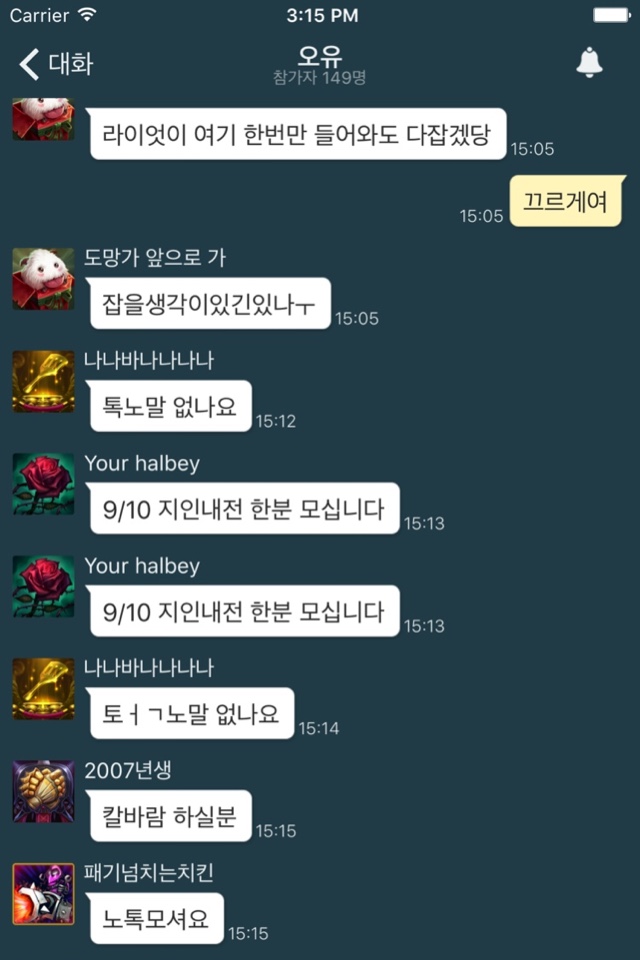 Carrier 3:15 PM
대화 오유
참가자 149명
라이엇이 여기 한번만 들어와도 다잡겠당
15:05
끄르게여
15:05
도망가 앞으로 가
잡을생각이있긴있나ㅜ
15:05
나나바나나나나
톡노말 없나요
15:12
Your halbey
9/10 지인내전 한분 모십니다
15:13
Your halbey
9/10 지인내전 한분 모십니다
15:13
나나바나나나나
토ㅓㄱ노말 없나요
15:14
2007년생
칼바람 하실분
15:15
패기넘치는치킨
노톡모셔요
15:15